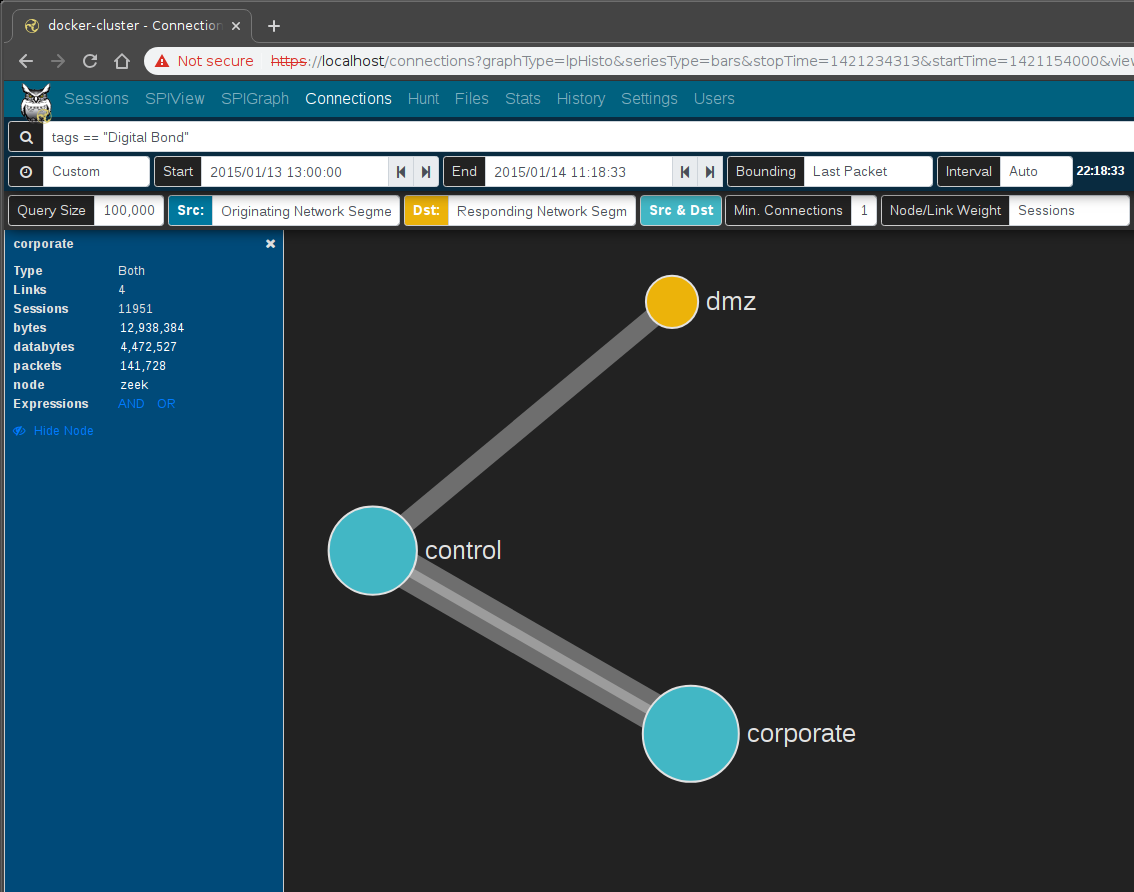 docker-cluster - Connection
Not secure https://localhost/connections?graphType=lpHisto&seriesType=bars&stopTime=1421234313&startTime=1421154000&view
Sessions SPIView SPIGraph Connections Hunt Files Stats History Settings Users
tags == "Digital Bond"
Custom Start 2015/01/13 13:00:00 End 2015/01/14 11:18:33 Bounding Last Packet Interval Auto 22:18:33
Query Size 100,000 Src: Originating Network Segme Dst: Responding Network Segm Src & Dst Min. Connections 1 Node/Link Weight Sessions
corporate
Type Both
Links 4
Sessions 11951
bytes 12,938,384
databytes 4,472,527
packets 141,728
node zeek
Expressions AND OR
Hide Node
dmz
control
corporate